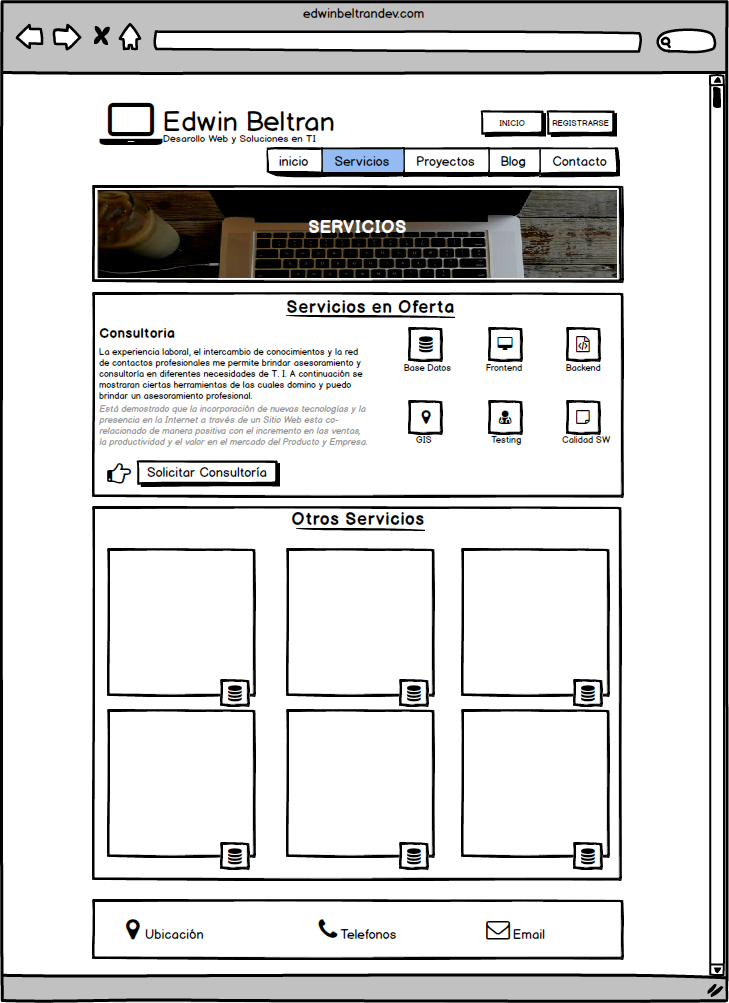 edwinbeltrandev.com
Edwin Beltran
Desarollo Web y Soluciones en TI
INICIO
REGISTRARSE
inicio
Servicios
Proyectos
Blog
Contacto
SERVICIOS
Servicios en Oferta
Consultoria
La experiencia laboral, el intercambio de conocimientos y la red
de contactos profesionales me permite brindar asesoramiento y
consultoría en diferentes necesidades de T. I. A continuación se
mostraran ciertas herramientas de las cuales domino y puedo
brindar un asesoramiento profesional.
Está demostrado que la incorporación de nuevas tecnologías y la
presencia en la Internet a través de un Sitio Web esta co-
relacionado de manera positiva con el incremento en las ventas,
la productividad y el valor en el mercado del Producto y Empresa.
Solicitar Consultoría
Base Datos
Frontend
Backend
GIS
Testing
Calidad SW
Otros Servicios
Ubicación
Telefonos
Email